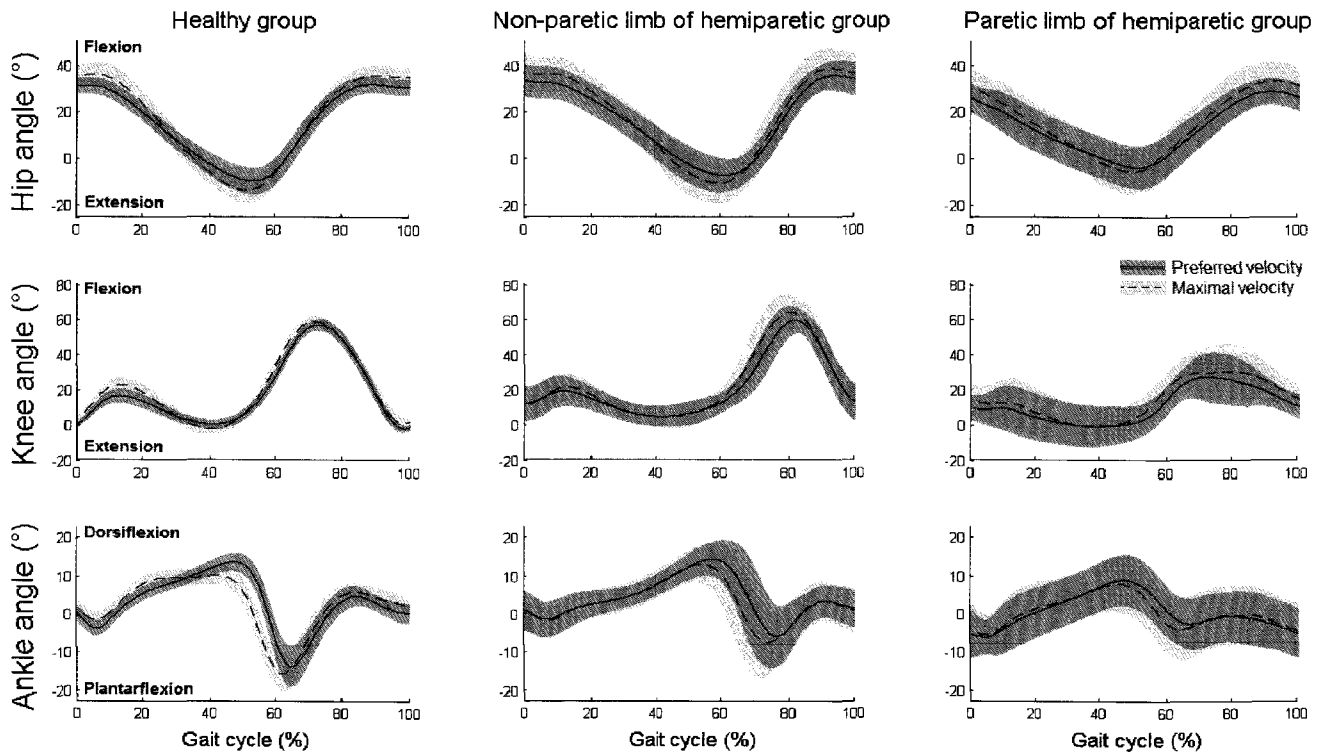 Healthy group
Non-paretic limb of hemiparetic group
Paretic limb of hemiparetic group
Hip angle (°)
Flexion
Extension
40
20
0
-20
0 20 40 60 80 100
40
20
0
-20
0 20 40 60 80 100
40
20
0
-20
0 20 40 60 80 100
Knee angle (°)
Flexion
Extension
80
60
40
20
0
-20
0 20 40 60 80 100
80
60
40
20
0
-20
0 20 40 60 80 100
Preferred velocity
Maximal velocity
80
60
40
20
0
-20
0 20 40 60 80 100
Ankle angle (°)
Dorsiflexion
Plantarflexion
20
10
0
-10
-20
0 20 40 60 80 100
Gait cycle (%)
20
10
0
-10
-20
0 20 40 60 80 100
Gait cycle (%)
20
10
0
-10
-20
0 20 40 60 80 100
Gait cycle (%)